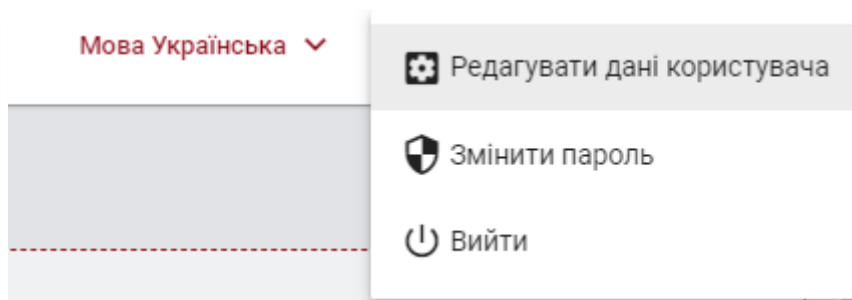 Мова Українська
Редагувати дані користувача
Змінити пароль
Вийти